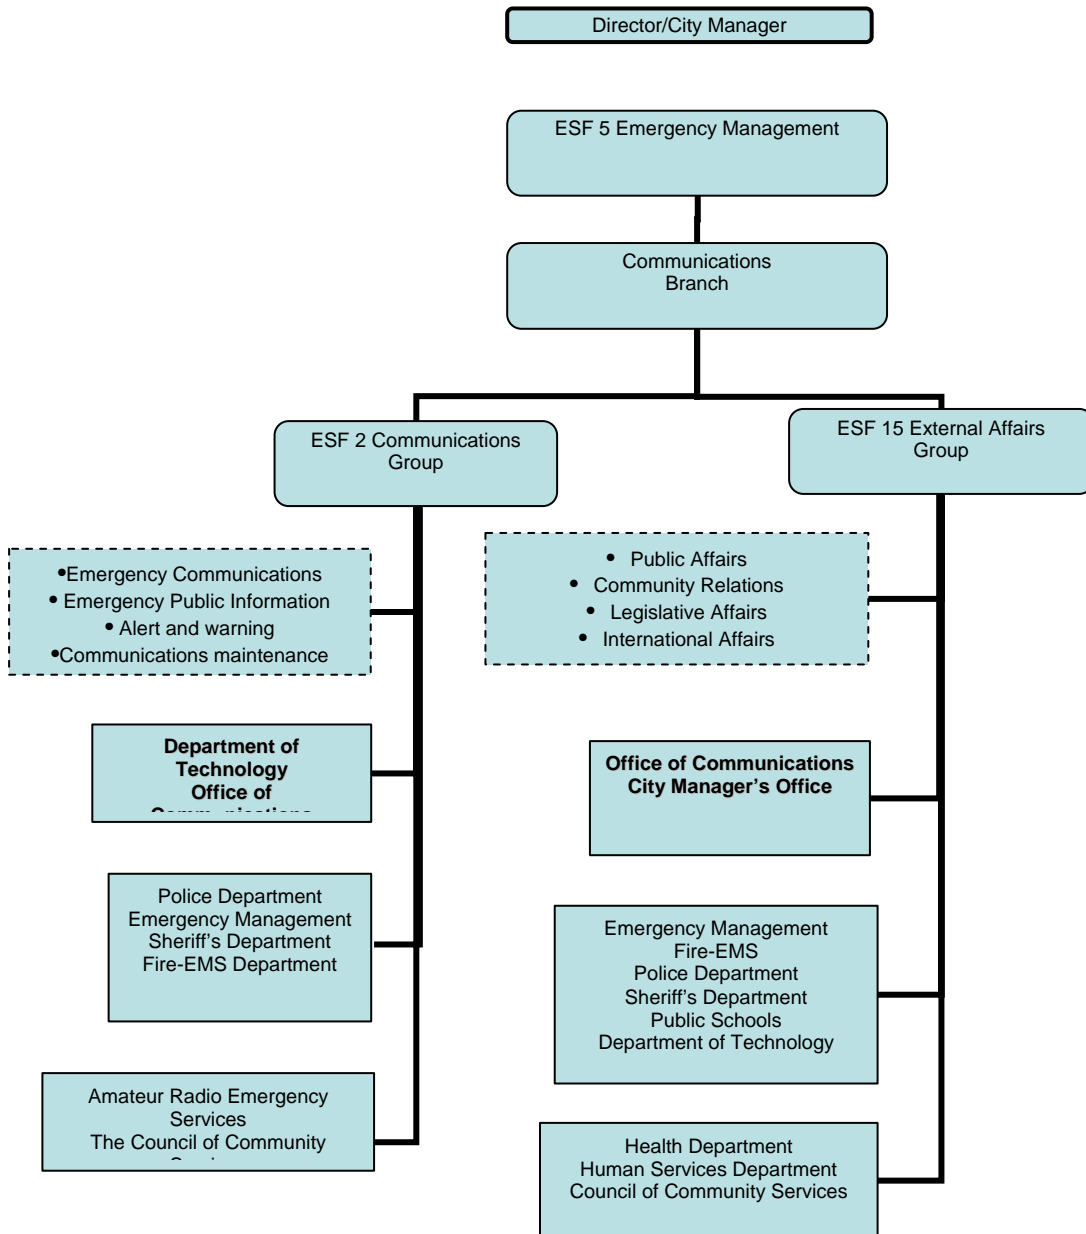 Director/City Manager
ESF 5 Emergency Management
Communications
Branch
ESF 2 Communications
Group
ESF 15 External Affairs
Group
•Emergency Communications
• Emergency Public Information
• Alert and warning
•Communications maintenance
• Public Affairs
• Community Relations
• Legislative Affairs
• International Affairs
Department of
Technology
Office of
Communications
Office of Communications
City Manager’s Office
Police Department
Emergency Management
Sheriff’s Department
Fire-EMS Department
Emergency Management
Fire-EMS
Police Department
Sheriff’s Department
Public Schools
Department of Technology
Amateur Radio Emergency
Services
The Council of Community
Health Department
Human Services Department
Council of Community Services